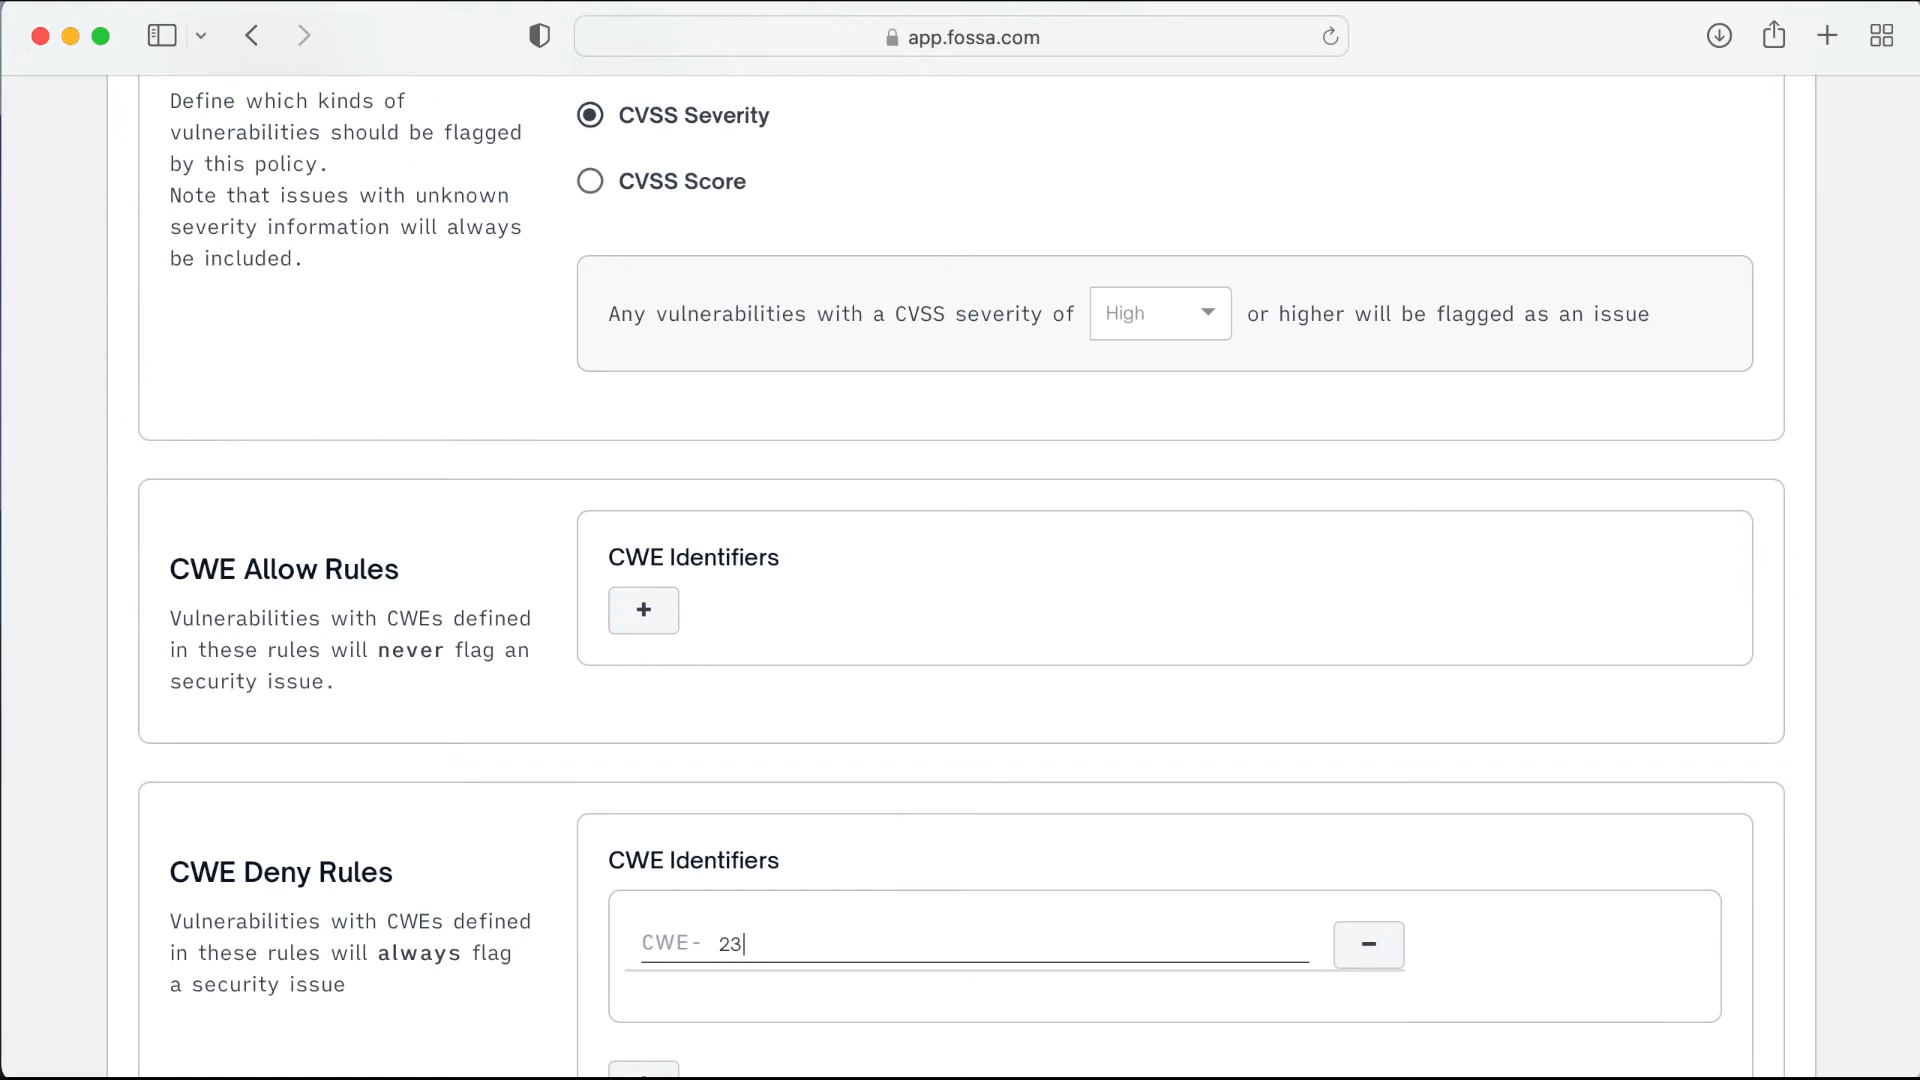 app.fossa.com
Define which kinds of
vulnerabilities should be flagged
by this policy.
Note that issues with unknown
severity information will always
be included.
CVSS Severity
CVSS Score
Any vulnerabilities with a CVSS severity of High or higher will be flagged as an issue
CWE Allow Rules
Vulnerabilities with CWEs defined
in these rules will never flag an
security issue.
CWE Identifiers
+
CWE Deny Rules
Vulnerabilities with CWEs defined
in these rules will always flag
a security issue
CWE Identifiers
CWE- 23
-